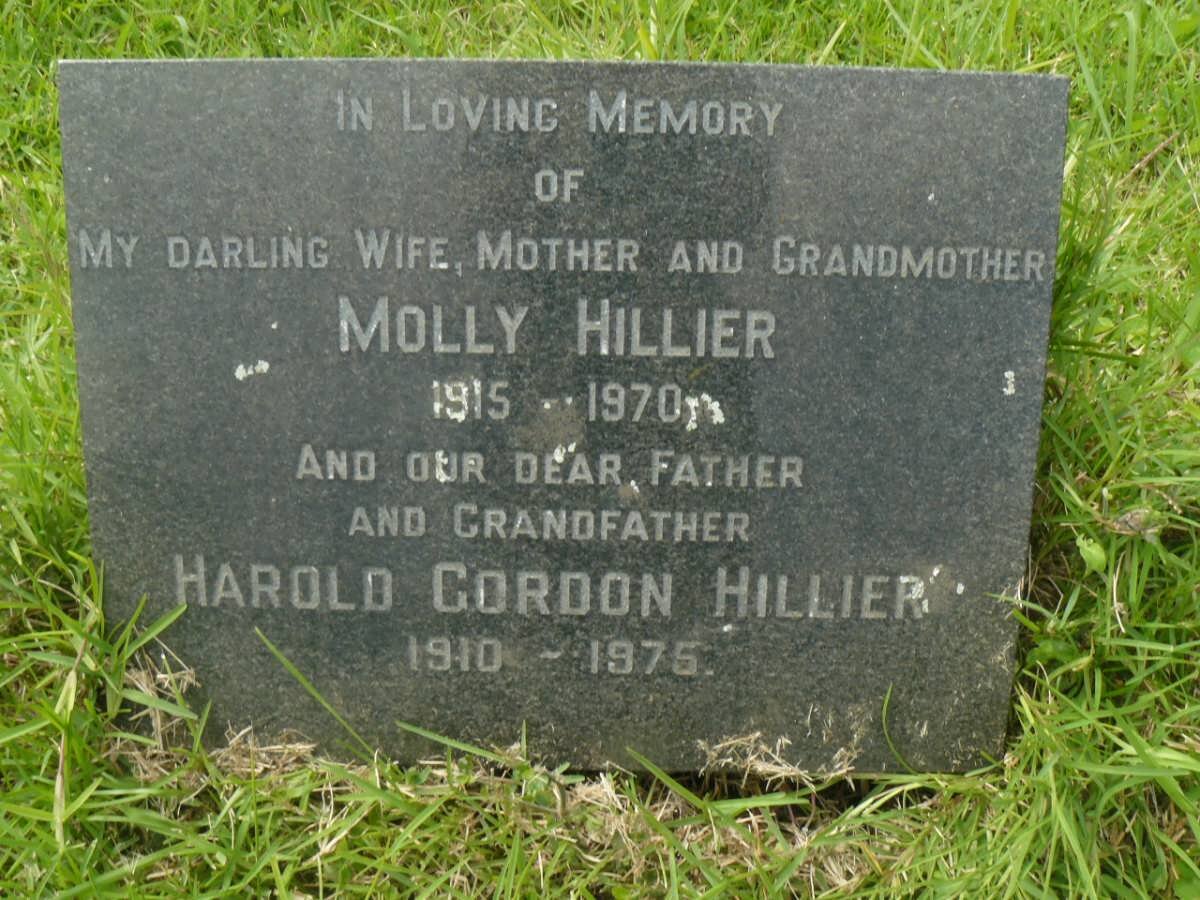 IN LOVING MEMORY
OF
MY DARLING WIFE, MOTHER AND GRANDMOTHER
MOLLY HILLIER
1915 - 1970
AND OUR DEAR FATHER
AND GRANDFATHER
HAROLD GORDON HILLIER
1910 - 1975.